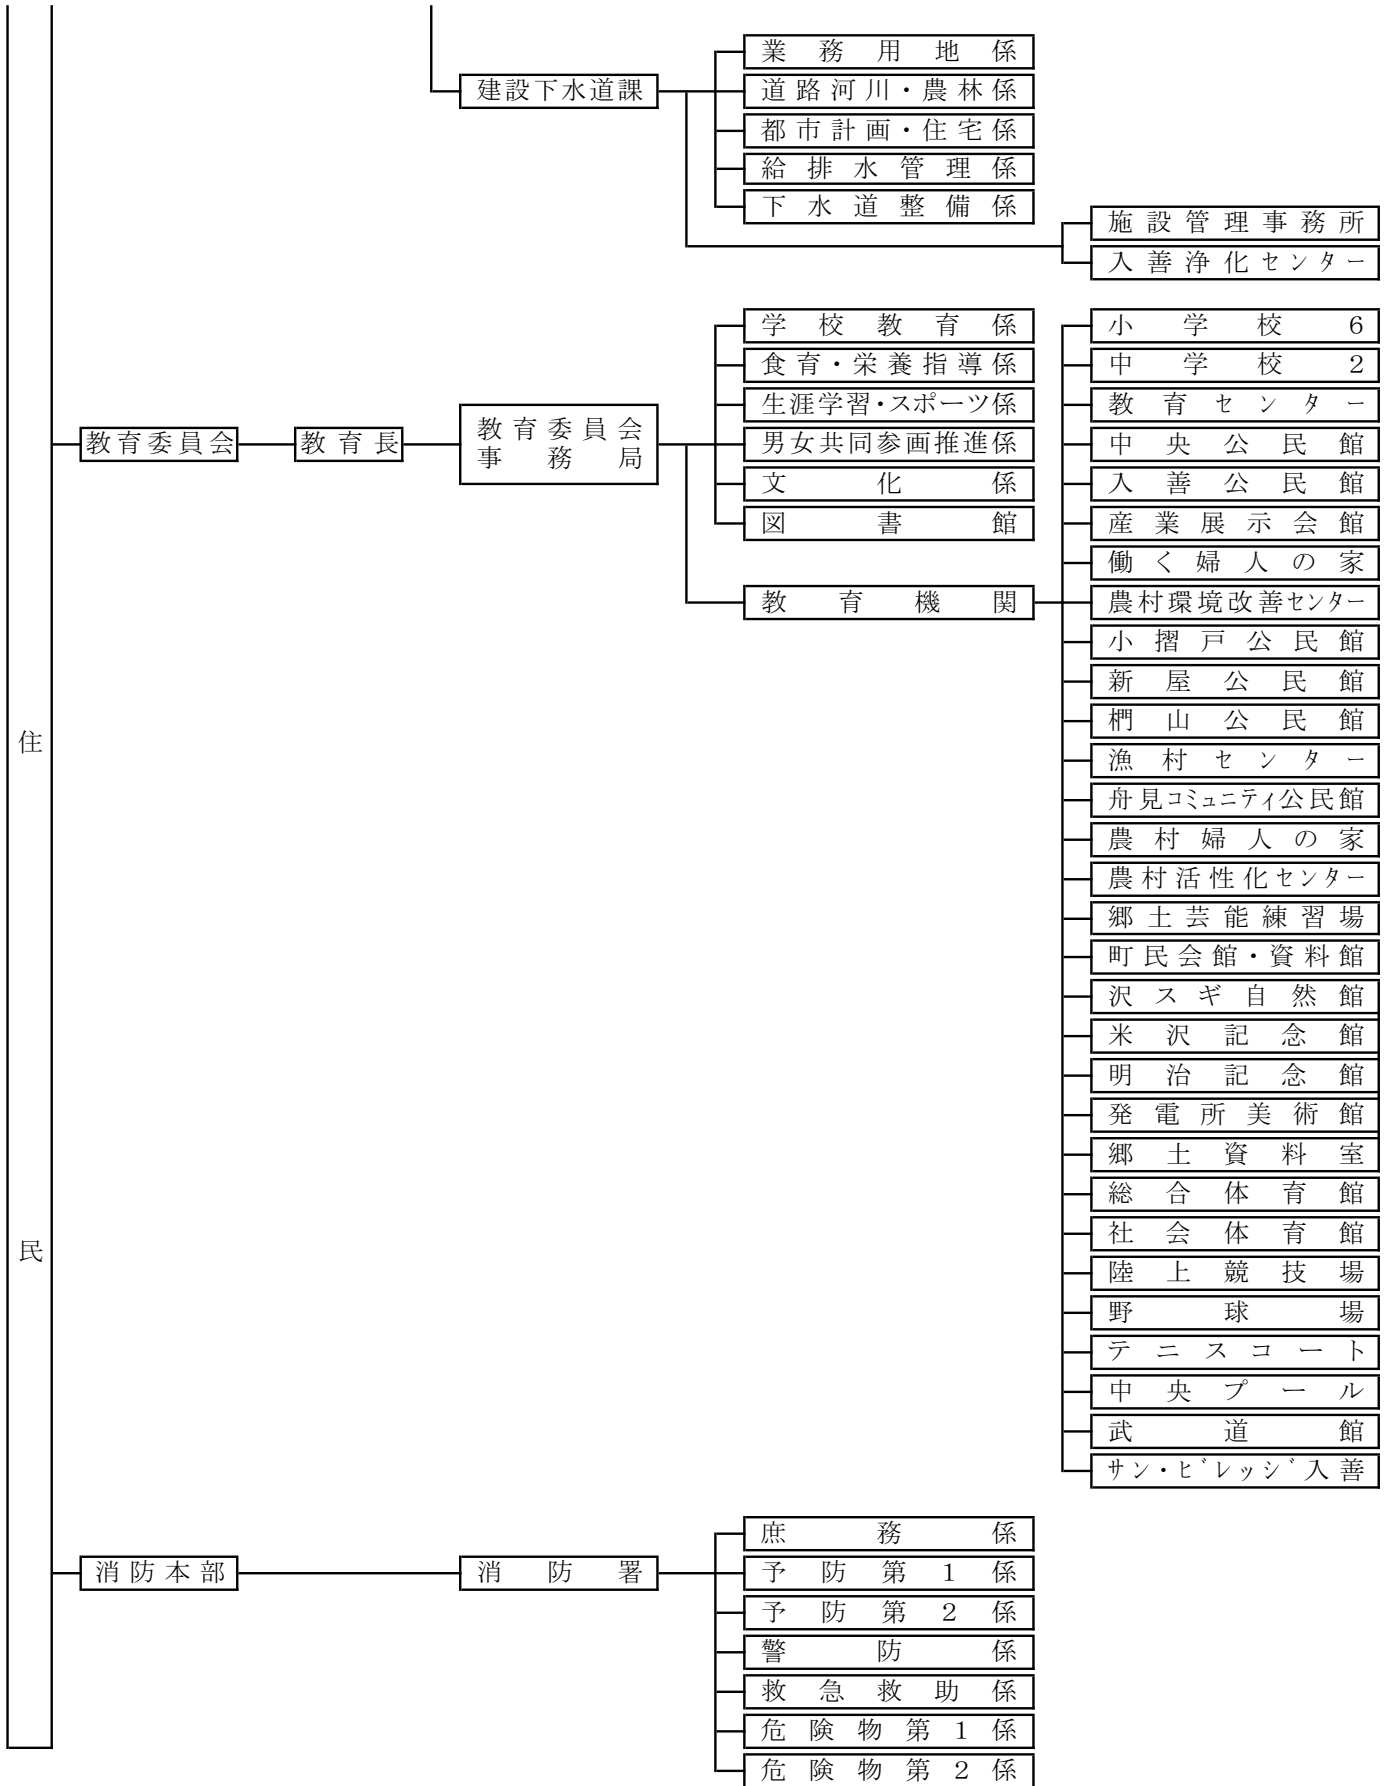 業務用地係
建設下水道課
道路河川・農林係
都市計画・住宅係
給排水管理係
下水道整備係
施設管理事務所
入善浄化センター
学校教育係
食育・栄養指導係
生涯学習・スポーツ係
教育委員会
教育長
教育委員会
事務局
男女共同参画推進係
文化係
図書館
教育機関
小学校6
中学校2
教育センター
中央公民館
入善公民館
産業展示会館
働く婦人の家
農村環境改善センター
小摺戸公民館
新屋公民館
椚山公民館
漁村センター
舟見コミュニティ公民館
農村婦人の家
農村活性化センター
郷土芸能練習場
町民会館・資料館
沢スギ自然館
米沢記念館
明治記念館
発電所美術館
郷土資料室
総合体育館
社会体育館
陸上競技場
野球場
テニスコート
中央プール
武道館
サン・ビレッジ入善
住民
消防本部
消防署
庶務係
予防第1係
予防第2係
警防係
救急救助係
危険物第1係
危険物第2係